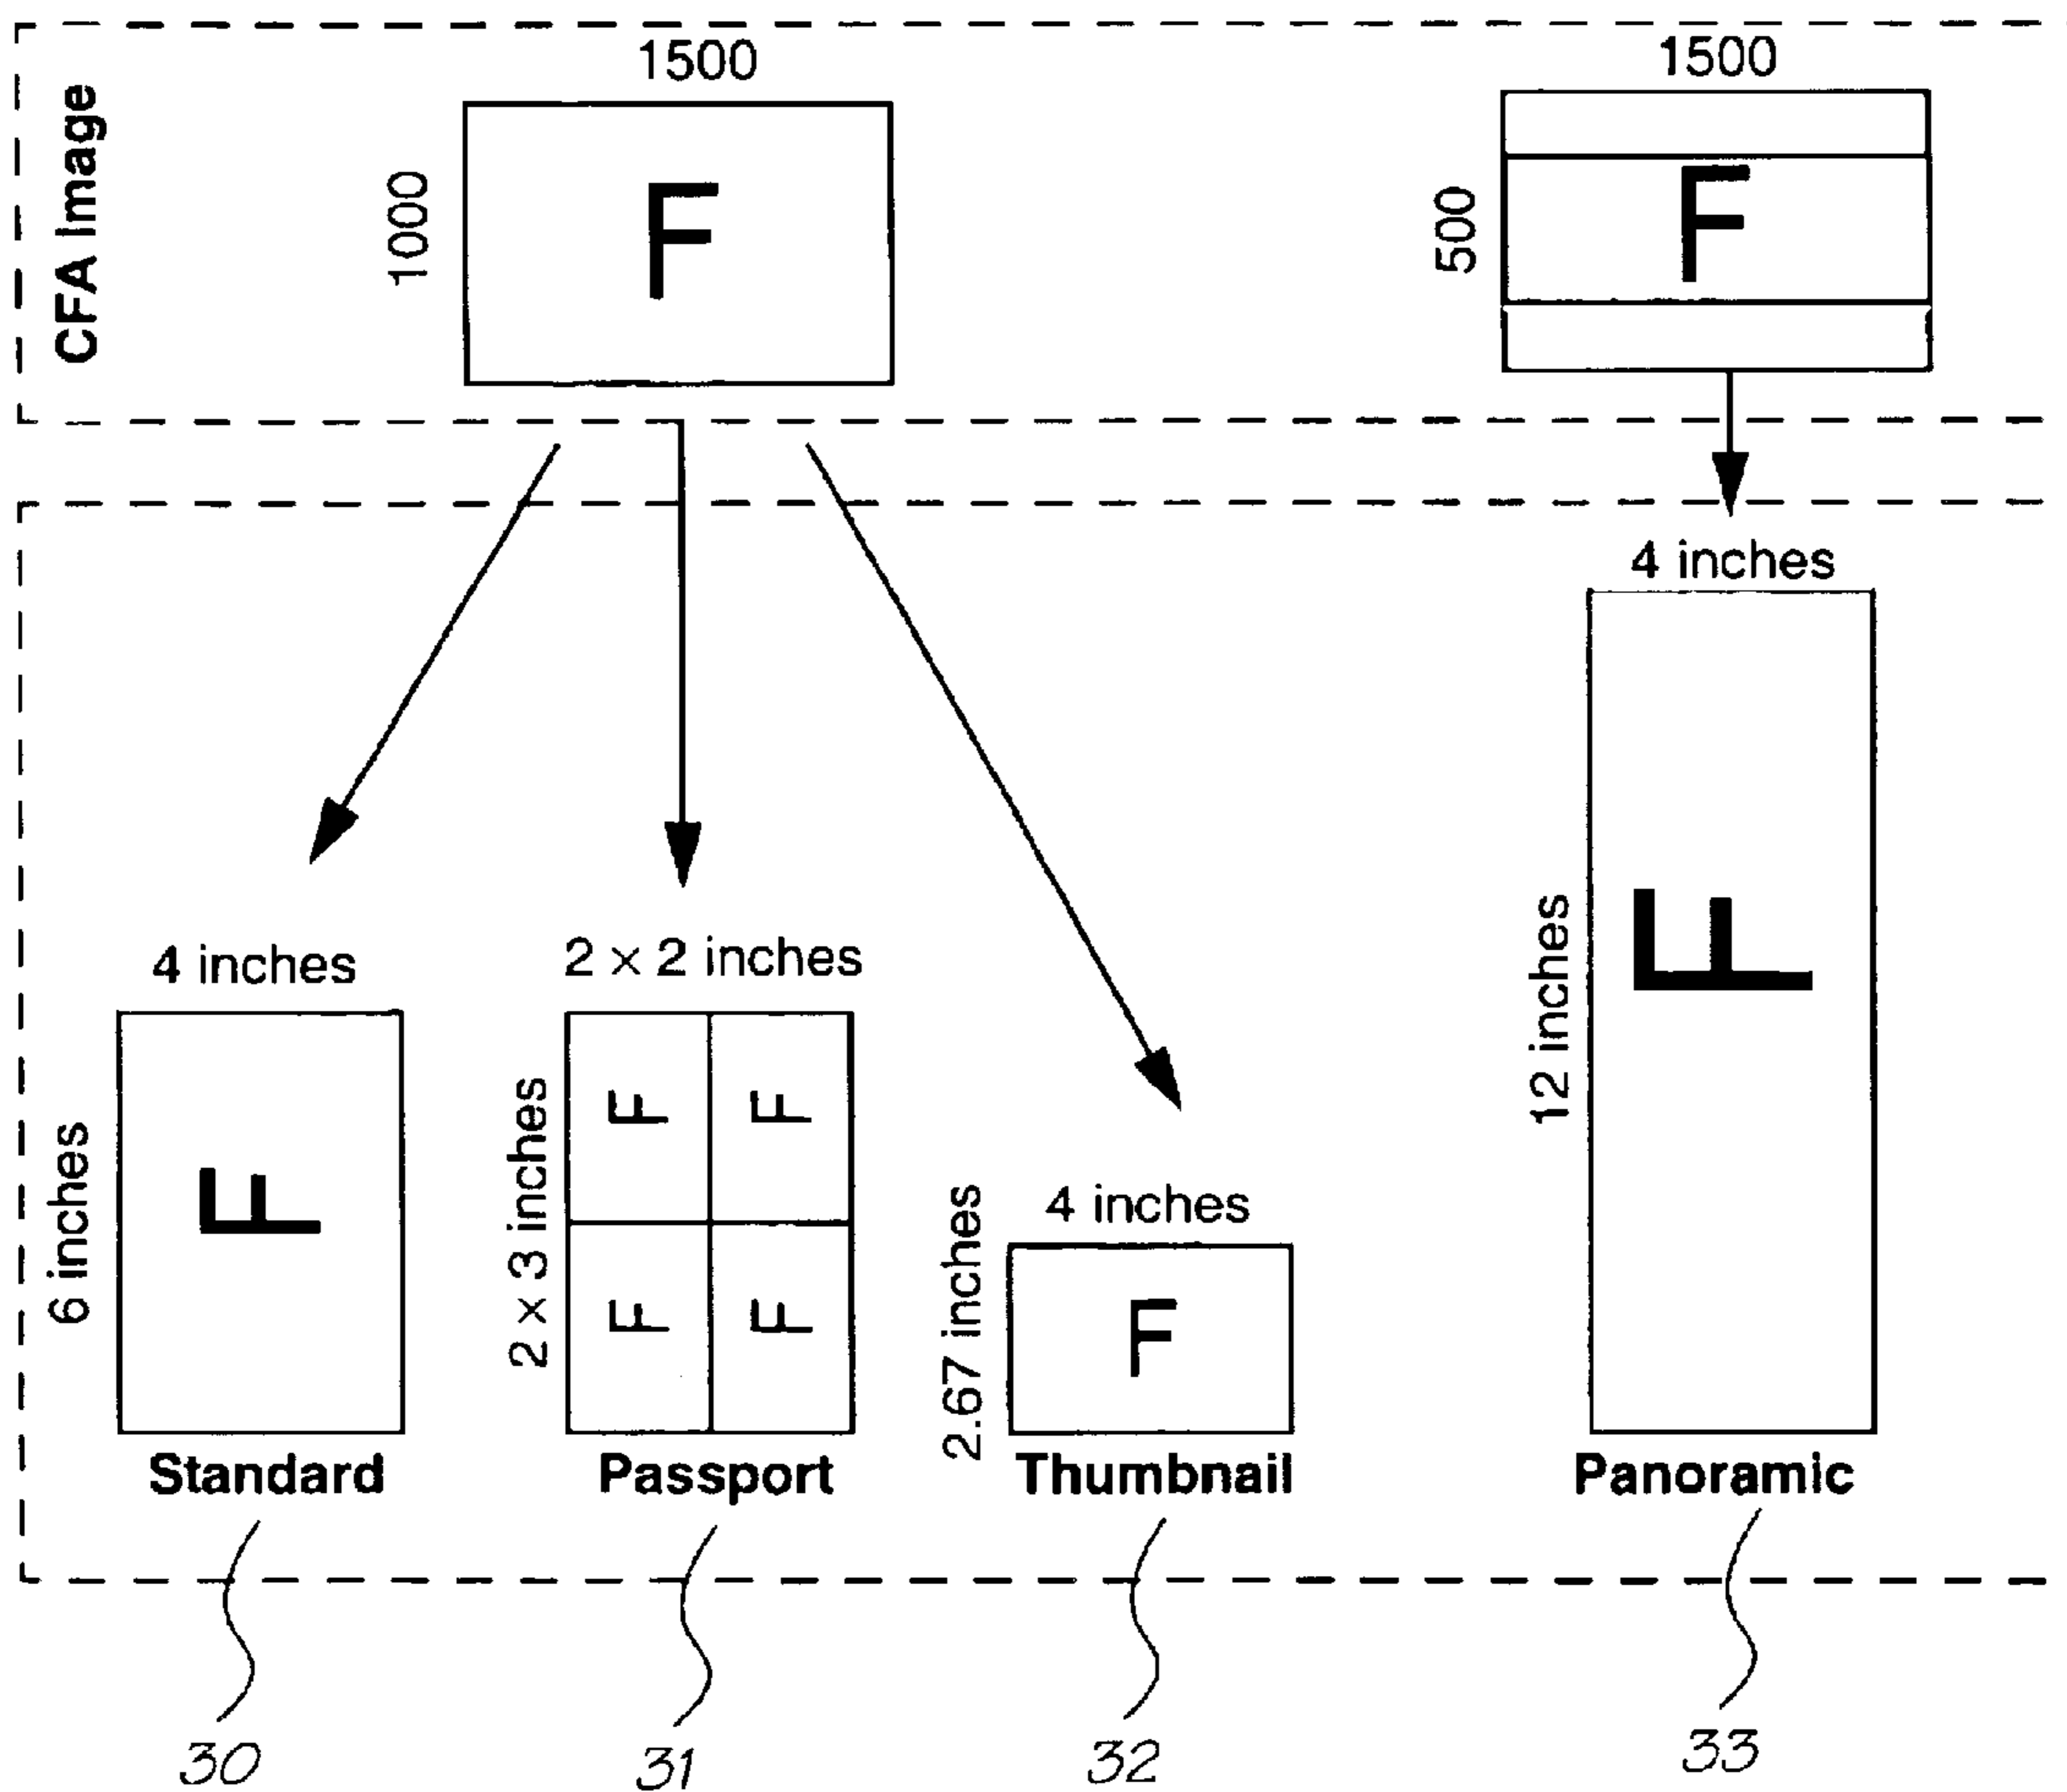 CFA Image
1500
1000
F
1500
500
F
4 inches
6 inches
F
Standard
2 × 2 inches
2 × 3 inches
F F
F F
Passport
4 inches
2.67 inches
F
Thumbnail
4 inches
12 inches
F
Panoramic
30
31
32
33